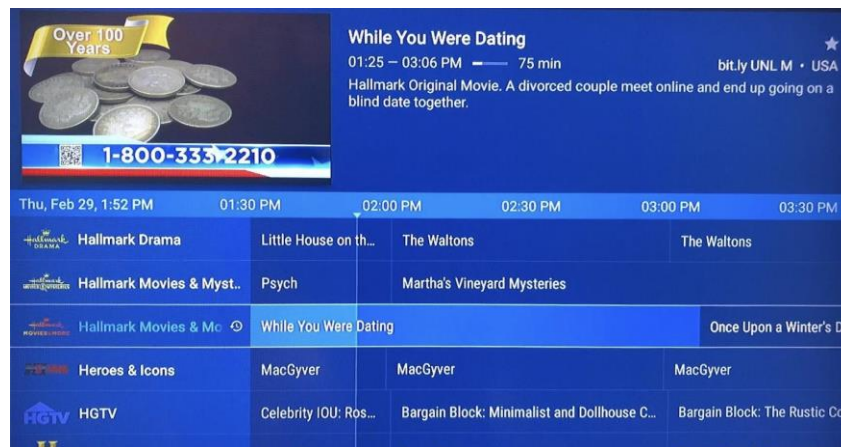 Over 100
Years
1-800-333-2210
While You Were Dating
01:25 – 03:06 PM 75 min
bit.ly UNL M • USA
Hallmark Original Movie. A divorced couple meet online and end up going on a
blind date together.
Thu, Feb 29, 1:52 PM 01:30 PM 02:00 PM 02:30 PM 03:00 PM 03:30 PM
Hallmark DRAMA Hallmark Drama Little House on th... The Waltons The Waltons
Hallmark Movies & Myst.. Psych Martha's Vineyard Mysteries
Hallmark Movies & Mo While You Were Dating Once Upon a Winter's D
Heroes & Icons MacGyver MacGyver MacGyver
HGTV HGTV Celebrity IOU: Ros... Bargain Block: Minimalist and Dollhouse C... Bargain Block: The Rustic Co